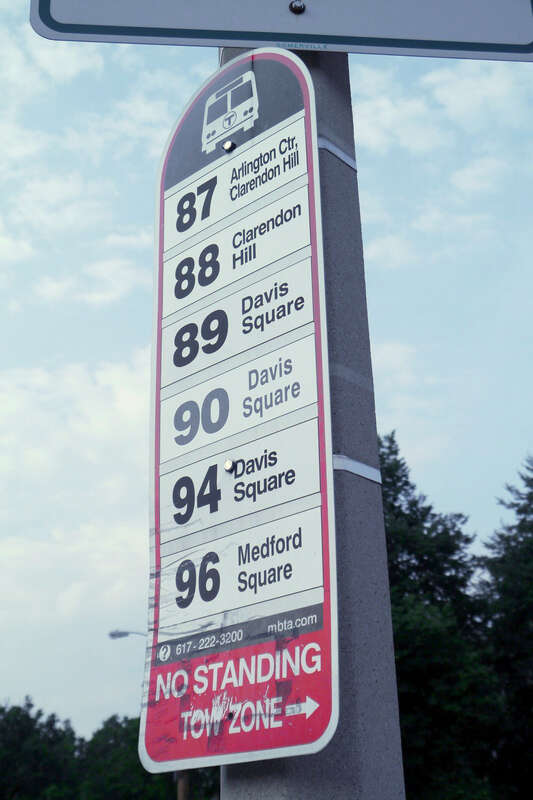 SOMERVILLE
T
87 Arlington Ctr,
Clarendon Hill
88 Clarendon
Hill
89 Davis
Square
90 Davis
Square
94 Davis
Square
96 Medford
Square
? 617-222-3200 mbta.com
NO STANDING
TOW ZONE